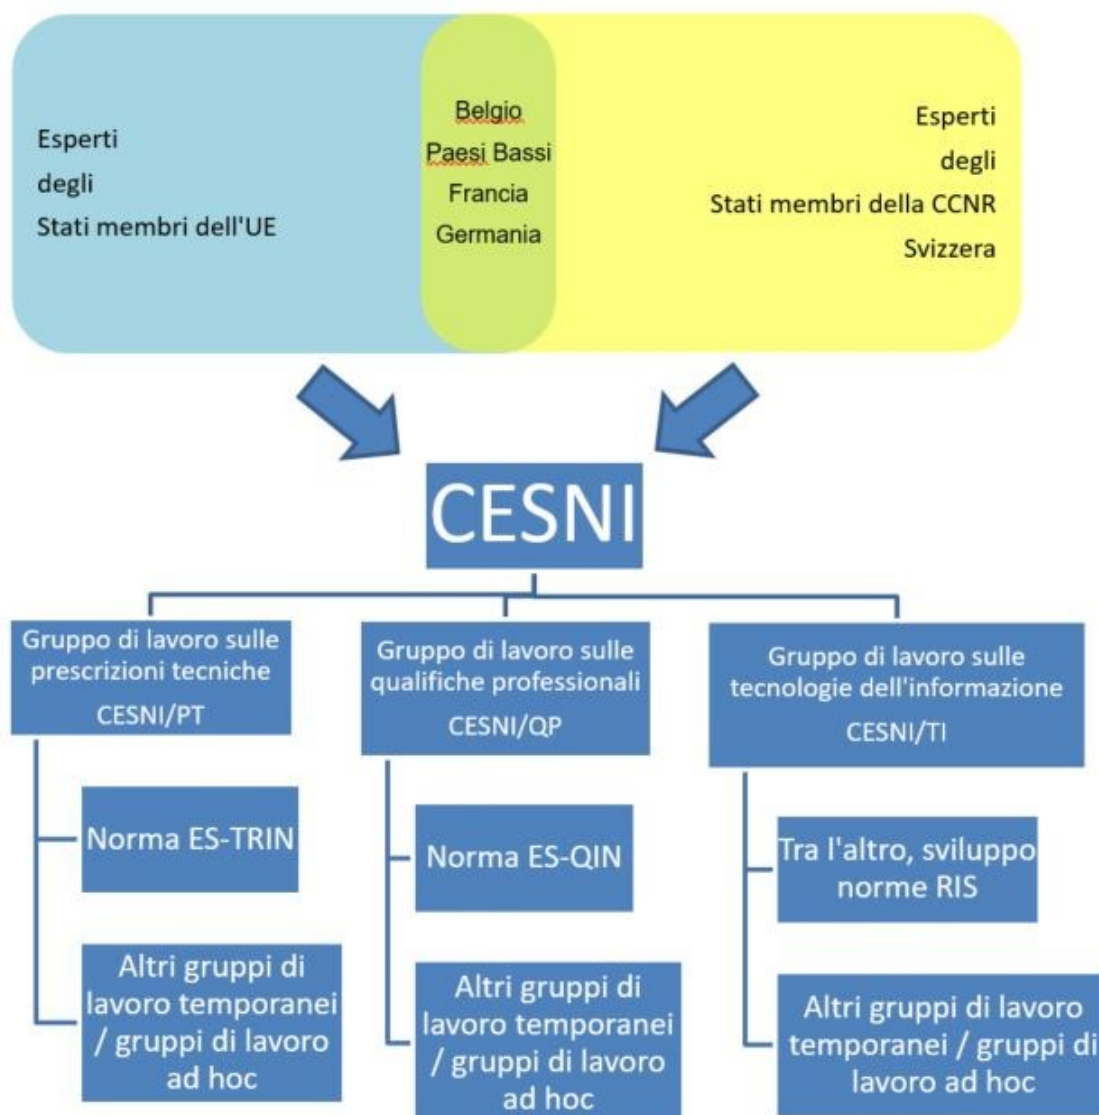 Esperti
degli
Stati membri dell'UE
Belgio
Paesi Bassi
Francia
Germania
Esperti
degli
Stati membri della CCNR
Svizzera
CESNI
Gruppo di lavoro sulle
prescrizioni tecniche
CESNI/PT
Gruppo di lavoro sulle
qualifiche professionali
CESNI/QP
Gruppo di lavoro sulle
tecnologie dell'informazione
CESNI/TI
Norma ES-TRIN
Altri gruppi di
lavoro temporanei
/ gruppi di lavoro
ad hoc
Norma ES-QIN
Altri gruppi di
lavoro temporanei
/ gruppi di lavoro
ad hoc
Tra l'altro, sviluppo
norme RIS
Altri gruppi di lavoro
temporanei / gruppi di
lavoro ad hoc